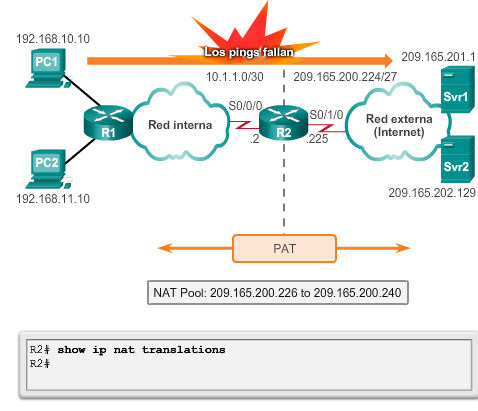 192.168.10.10
Los pings fallan
209.165.201.1
PC1
10.1.1.0/30
209.165.200.224/27
Svr1
S0/0/0
S0/1/0
Red interna
Red externa
(Internet)
R1
R2
.2
.225
PC2
Svr2
192.168.11.10
209.165.202.129
PAT
NAT Pool: 209.165.200.226 to 209.165.200.240
R2# show ip nat translations
R2#